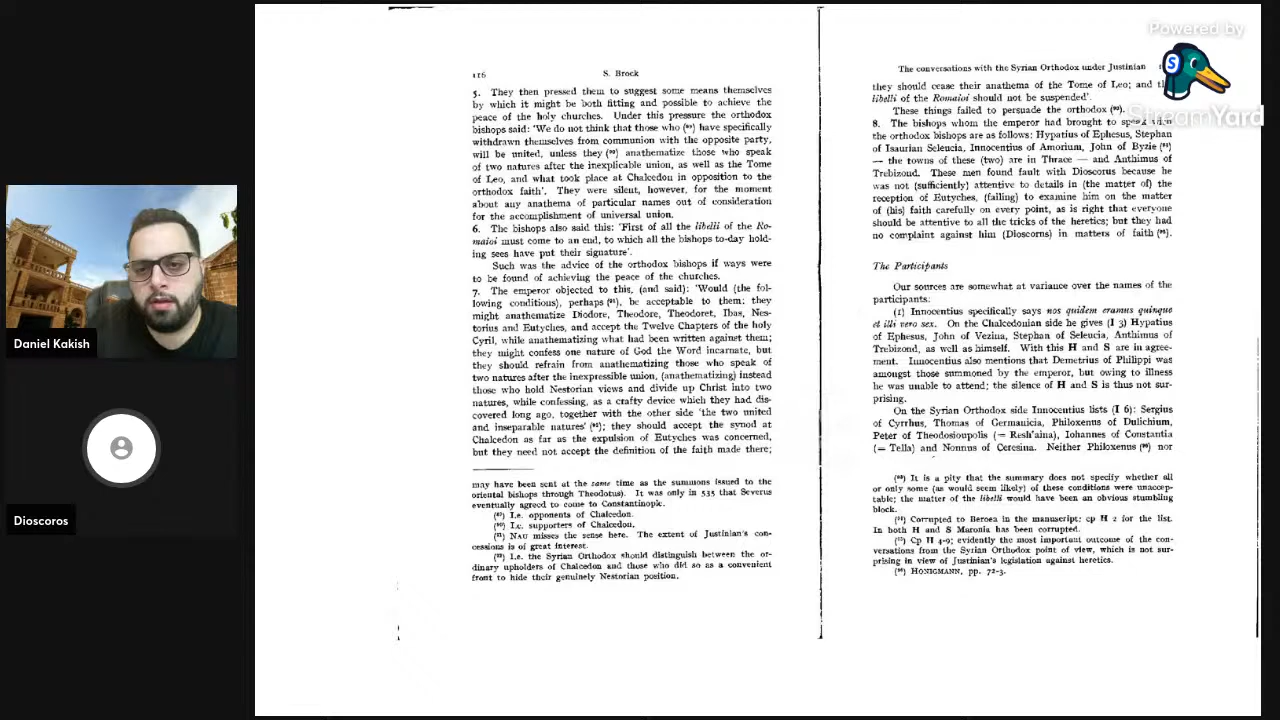 Powered by
StreamYard
Daniel Kakish
Dioscoros
116
S. Brock
5. They then pressed them to suggest some means themselves
by which it might be both fitting and possible to achieve the
peace of the holy churches. Under this pressure the orthodox
bishops said: 'We do not think that those who (89) have specifically
withdrawn themselves from communion with the opposite party,
will be united, unless they (90) anathematize those who speak
of two natures after the inexplicable union, as well as the Tome
of Leo, and what took place at Chalcedon in opposition to the
orthodox faith'. They were silent, however, for the moment
about any anathema of particular names out of consideration
for the accomplishment of universal union.
6. The bishops also said this: 'First of all the libelli of the Ro-
maioi must come to an end, to which all the bishops to-day hold-
ing sees have put their signature'.
Such was the advice of the orthodox bishops if ways were
to be found of achieving the peace of the churches.
7. The emperor objected to this, (and said): 'Would (the fol-
lowing conditions), perhaps (91), be acceptable to them: they
might anathematize Diodore, Theodore, Theodoret, Ibas, Nes-
torius and Eutyches, and accept the Twelve Chapters of the holy
Cyril, while anathematizing what had been written against them;
they might confess one nature of God the Word incarnate, but
they should refrain from anathematizing those who speak of
two natures after the inexpressible union, (anathematizing) instead
those who hold Nestorian views and divide up Christ into two
natures, while confessing, as a crafty device which they had dis-
covered long ago, together with the other side 'the two united
and inseparable natures' (92); they should accept the synod at
Chalcedon as far as the expulsion of Eutyches was concerned,
but they need not accept the definition of the faith made there;
may have been sent at the same time as the summons issued to the
oriental bishops through Theodotus). It was only in 535 that Severus
eventually agreed to come to Constantinople.
(89) I.e. opponents of Chalcedon.
(90) I.e. supporters of Chalcedon.
(91) NAU misses the sense here. The extent of Justinian's con-
cessions is of great interest.
(92) I.e. the Syrian Orthodox should distinguish between the or-
dinary upholders of Chalcedon and those who did so as a convenient
front to hide their genuinely Nestorian position.
The conversations with the Syrian Orthodox under Justinian
they should cease their anathema of the Tome of Leo; and
libelli of the Romaioi should not be suspended'.
These things failed to persuade the orthodox (93).
8. The bishops whom the emperor had brought to
the orthodox bishops are as follows: Hypatius of Ephesus, Stephan
of Isaurian Seleucia, Innocentius of Amorium, John of Byzie (94)
— the towns of these (two) are in Thrace — and Anthimus of
Trebizoud. These men found fault with Dioscorus because he
was not (sufficiently) attentive to details in (the matter of) the
reception of Eutyches, (failing) to examine him on the matter
of (his) faith carefully on every point, as is right that everyone
should be attentive to all the tricks of the heretics; but they had
no complaint against him (Dioscorns) in matters of faith (95).
The Participants
Our sources are somewhat at variance over the names of the
participants:
(1) Innocentius specifically says nos quidem eramus quinque
et illi vero sex. On the Chalcedonian side he gives (I 3) Hypatius
of Ephesus, John of Vezina, Stephan of Seleucia, Anthimus of
Trebizond, as well as himself. With this H and S are in agree-
ment. Innocentius also mentions that Demetrius of Philippi was
amongst those summoned by the emperor, but owing to illness
he was unable to attend; the silence of H and S is thus not sur-
prising.
On the Syrian Orthodox side Innocentius lists (I 6): Sergius
of Cyrrhus, Thomas of Germanicia, Philoxenus of Dulichium,
Peter of Theodosioupolis (= Resh'aina), Iohannes of Constantia
(= Tella) and Nonnus of Ceresina. Neither Philoxenus (96) nor
(93) It is a pity that the summary does not specify whether all
or only some (as would seem likely) of these conditions were unaccep-
table; the matter of the libelli would have been an obvious stumbling
block.
(94) Corrupted to Beroea in the manuscript; cp H 2 for the list.
In both H and S Maronia has been corrupted.
(95) Cp H 4-9; evidently the most important outcome of the con-
versations from the Syrian Orthodox point of view, which is not sur-
prising in view of Justinian's legislation against heretics.
(96) HONIGMANN, pp. 72-3.